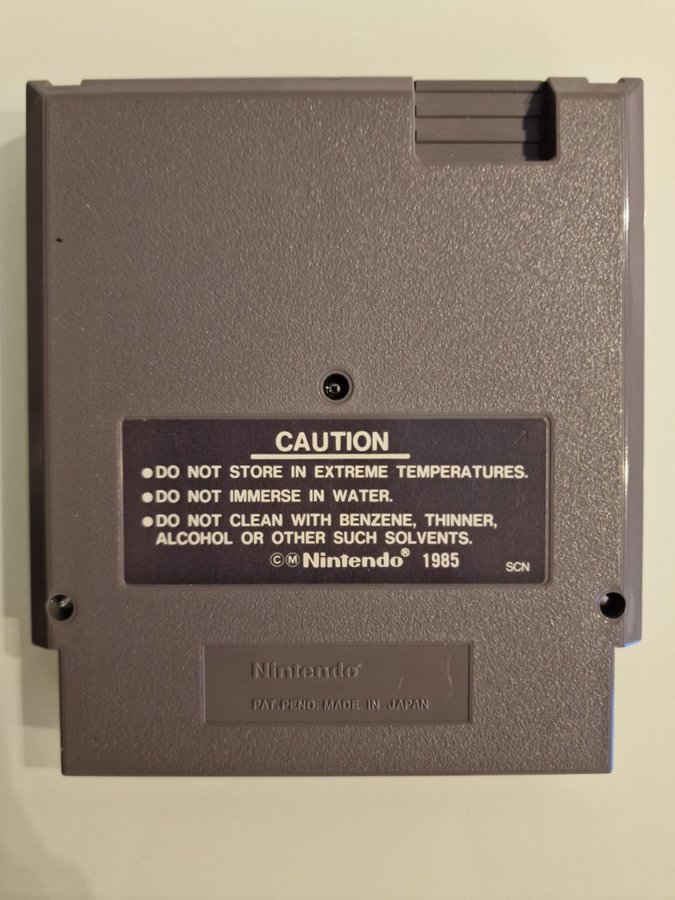 CAUTION
●DO NOT STORE IN EXTREME TEMPERATURES.
●DO NOT IMMERSE IN WATER.
●DO NOT CLEAN WITH BENZENE, THINNER,
ALCOHOL OR OTHER SUCH SOLVENTS.
ⒸⓂNintendo® 1985 SCN
Nintendo®
PAT.PEND. MADE IN JAPAN